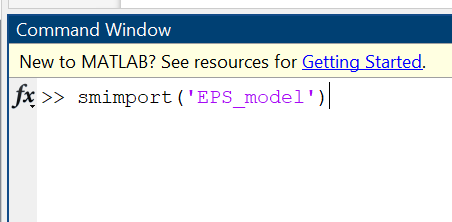 Command Window
New to MATLAB? See resources for Getting Started.
fx >> smimport('EPS_model')